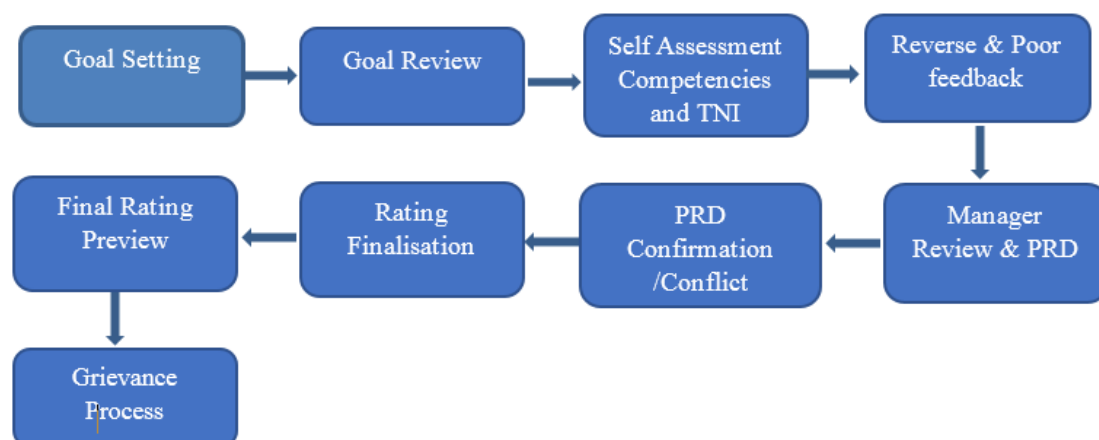 Goal Setting
Goal Review
Self Assessment
Competencies
and TNI
Reverse & Poor
feedback
Manager
Review & PRD
PRD
Confirmation
/Conflict
Rating
Finalisation
Final Rating
Preview
Grievance
Process